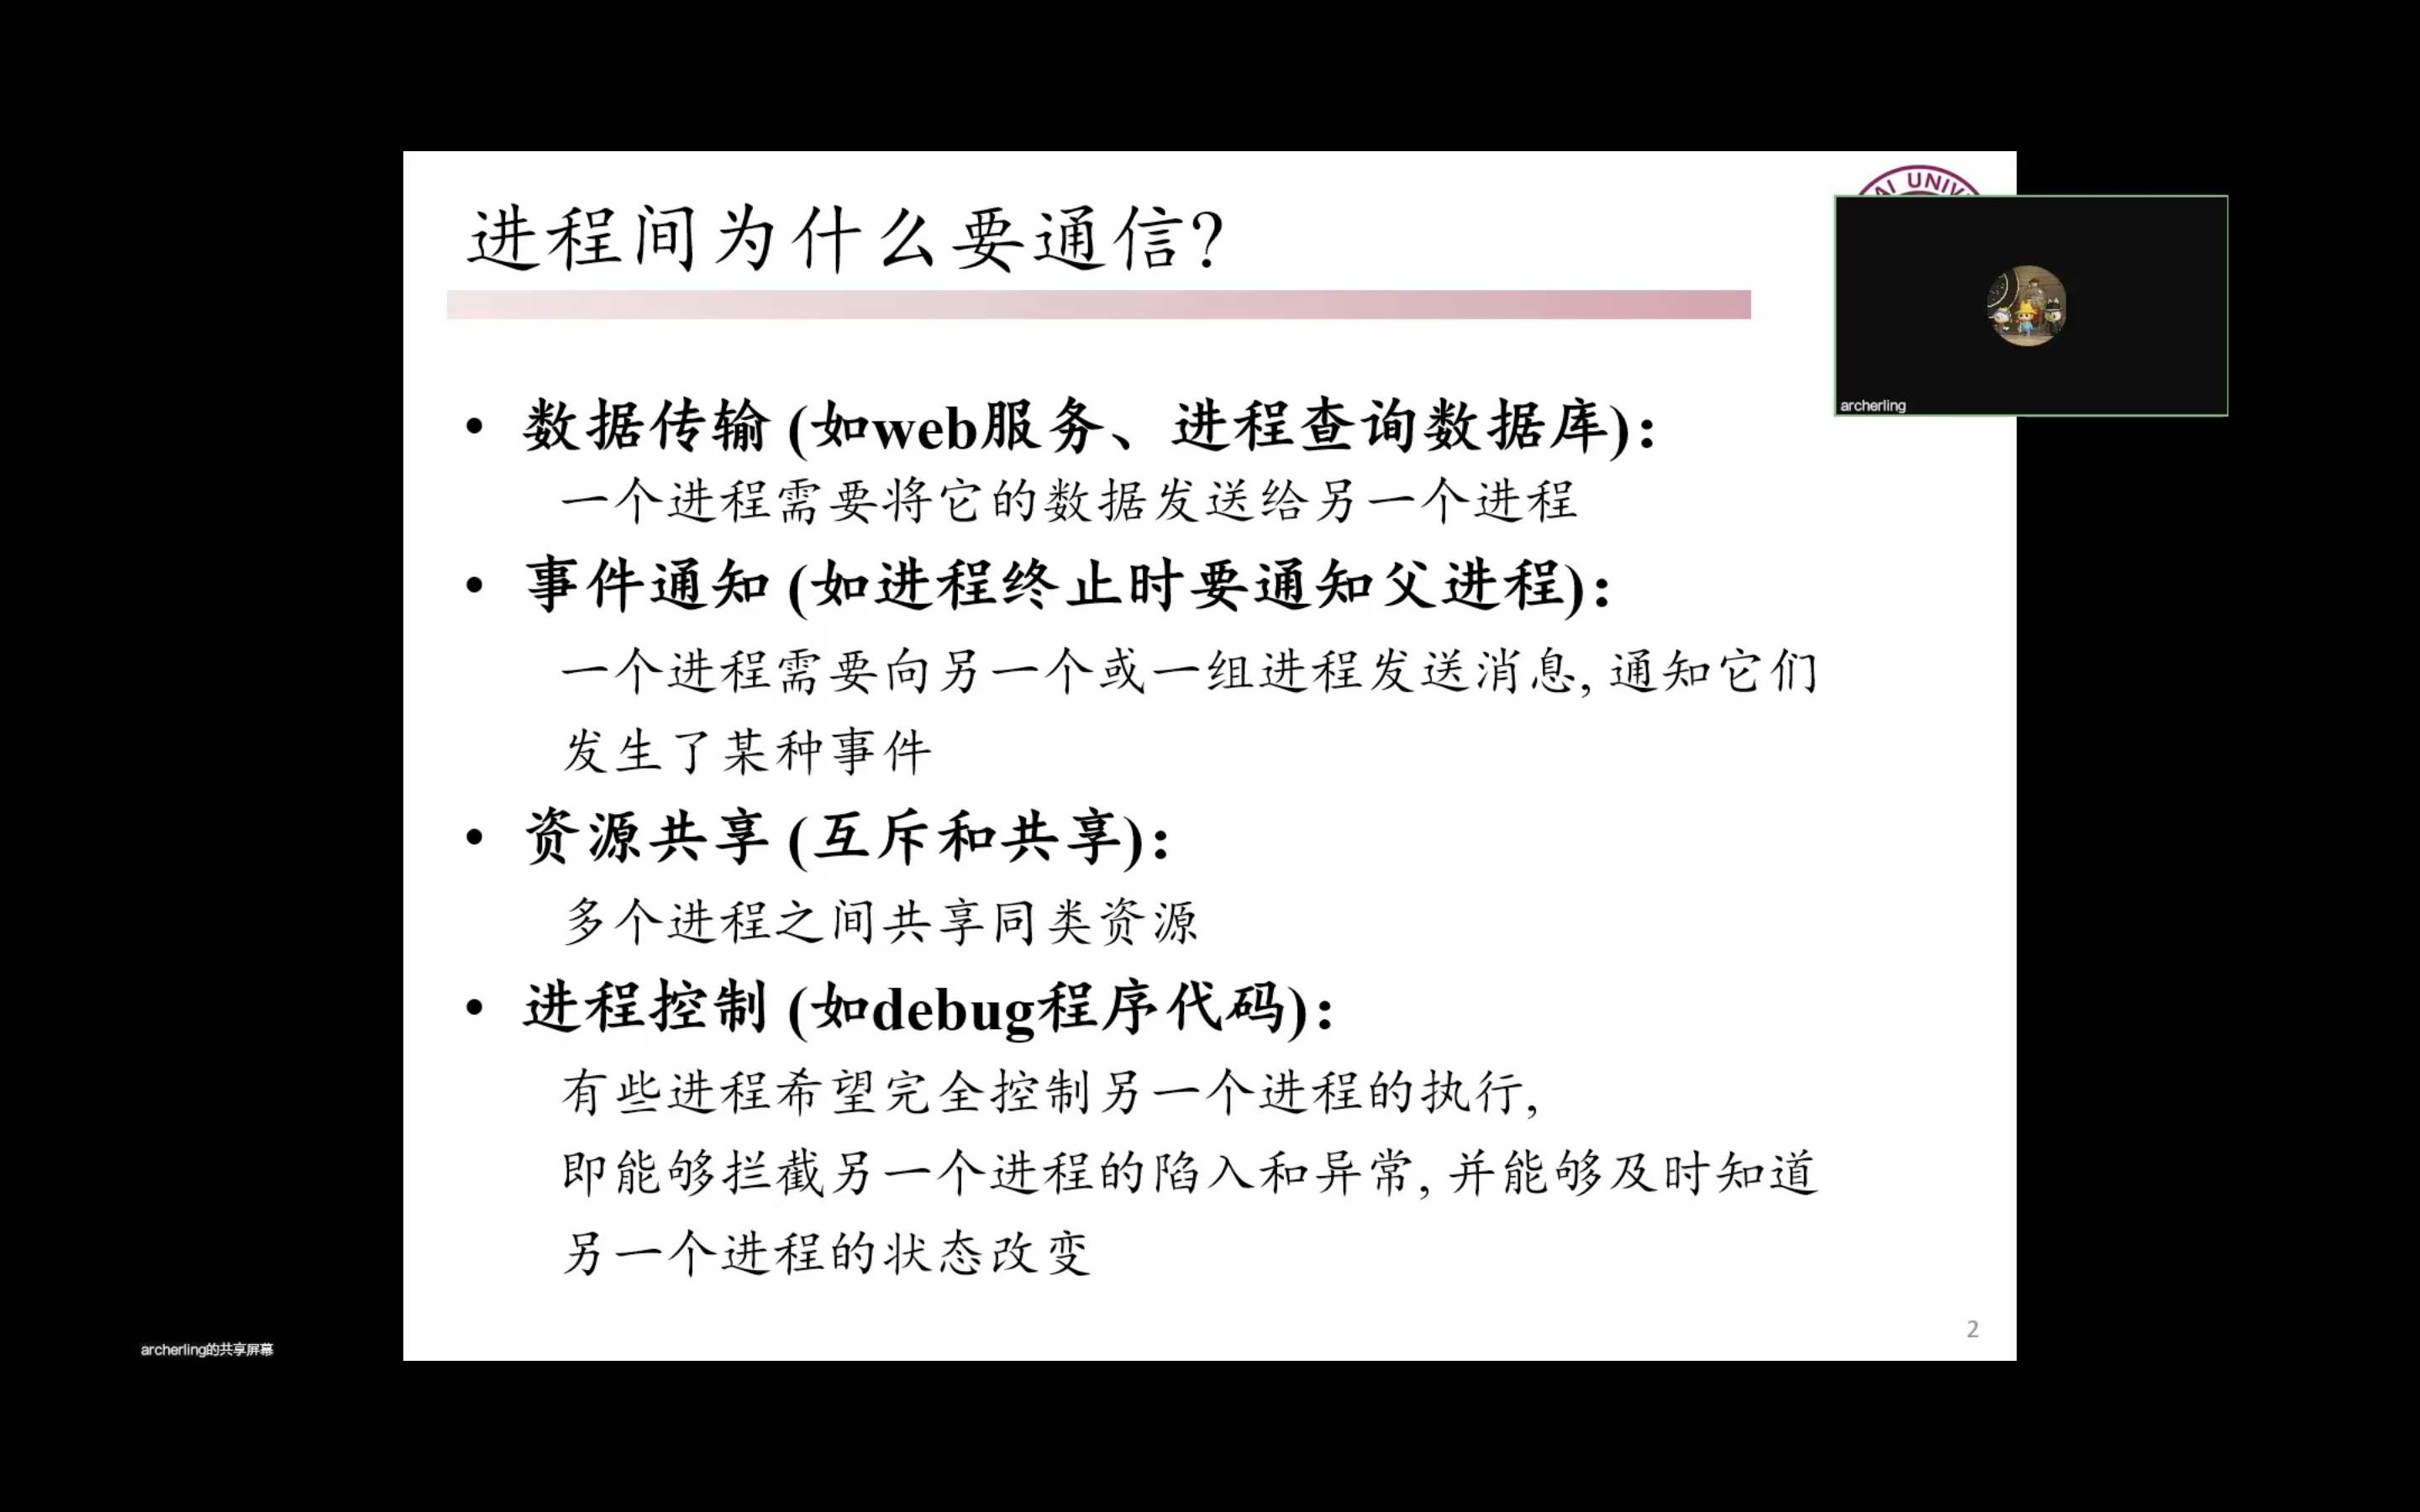 进程间为什么要通信?
UNIV
archerling
• 数据传输 (如web服务、进程查询数据库):
一个进程需要将它的数据发送给另一个进程
• 事件通知 (如进程终止时要通知父进程):
一个进程需要向另一个或一组进程发送消息, 通知它们
发生了某种事件
• 资源共享 (互斥和共享):
多个进程之间共享同类资源
• 进程控制 (如debug程序代码):
有些进程希望完全控制另一个进程的执行,
即能够拦截另一个进程的陷入和异常, 并能够及时知道
另一个进程的状态改变
2
archerling的共享屏幕